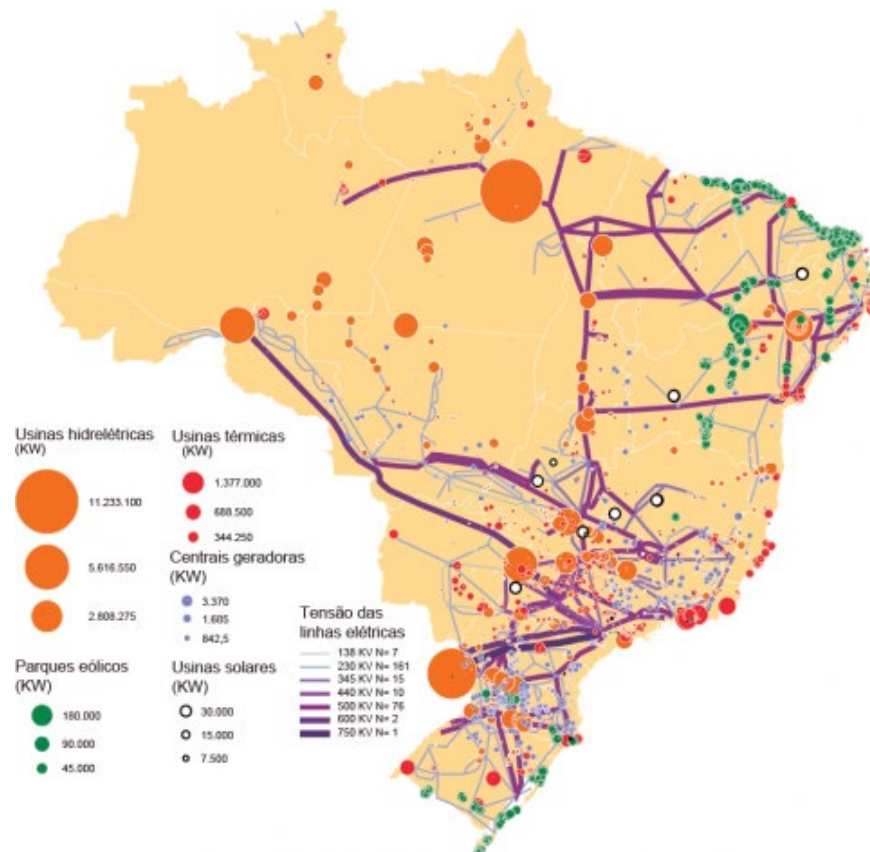 Usinas hidrelétricas
(KW)
11.233.100
5.616.550
2.808.275
Usinas térmicas
(KW)
1.377.000
688.500
344.250
Centrais geradoras
(KW)
3.370
1.685
842,5
Parques eólicos
(KW)
180.000
90.000
45.000
Usinas solares
(KW)
30.000
15.000
7.500
Tensão das
linhas elétricas
138 KV N= 7
230 KV N= 161
345 KV N= 15
440 KV N= 10
500 KV N= 76
600 KV N= 2
750 KV N= 1